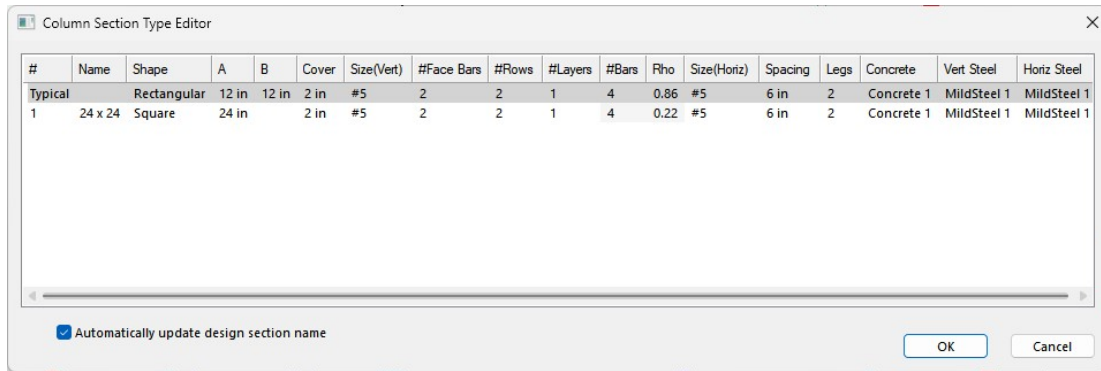 Column Section Type Editor
# Name Shape A B Cover Size(Vert) #Face Bars #Rows #Layers #Bars Rho Size(Horiz) Spacing Legs Concrete Vert Steel Horiz Steel
Typical Rectangular 12 in 12 in 2 in #5 2 2 1 4 0.86 #5 6 in 2 Concrete 1 MildSteel 1 MildSteel 1
1 24 x 24 Square 24 in 2 in #5 2 2 1 4 0.22 #5 6 in 2 Concrete 1 MildSteel 1 MildSteel 1
Automatically update design section name
OK Cancel